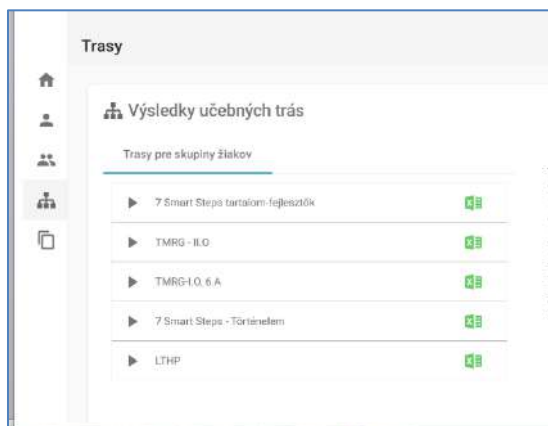 Trasy
Výsledky učebných trás
Trasy pre skupiny žiakov
7 Smart Steps tartalom-fejlesztők
TMRG - II.O
TMRG-I.O. 6.A
7 Smart Steps - Történelem
LTHP